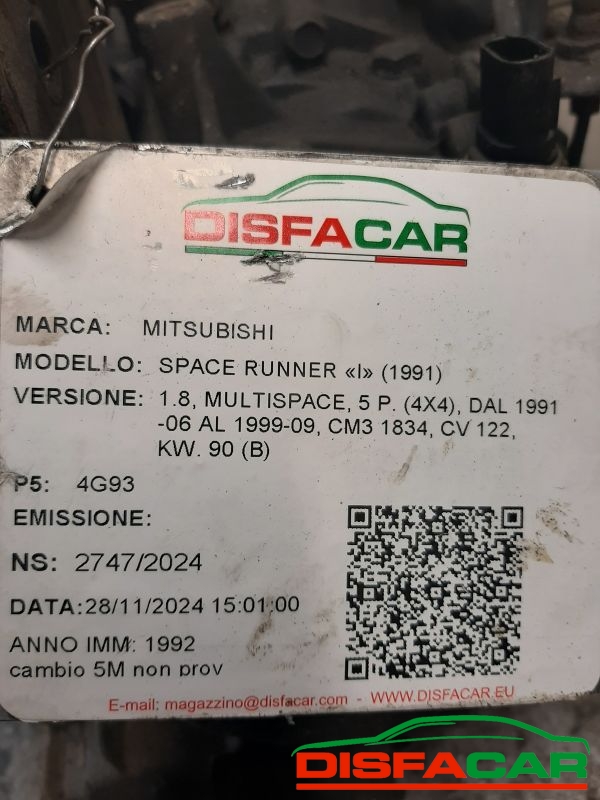 DISFACAR
MARCA: MITSUBISHI
MODELLO: SPACE RUNNER «I» (1991)
VERSIONE: 1.8, MULTISPACE, 5 P. (4X4), DAL 1991
-06 AL 1999-09, CM3 1834, CV 122,
KW. 90 (B)
P5: 4G93
EMISSIONE:
NS: 2747/2024
DATA:28/11/2024 15:01:00
ANNO IMM: 1992
cambio 5M non prov
E-mail: magazzino@disfacar.com - WWW.DISFACAR.EU
DISFACAR